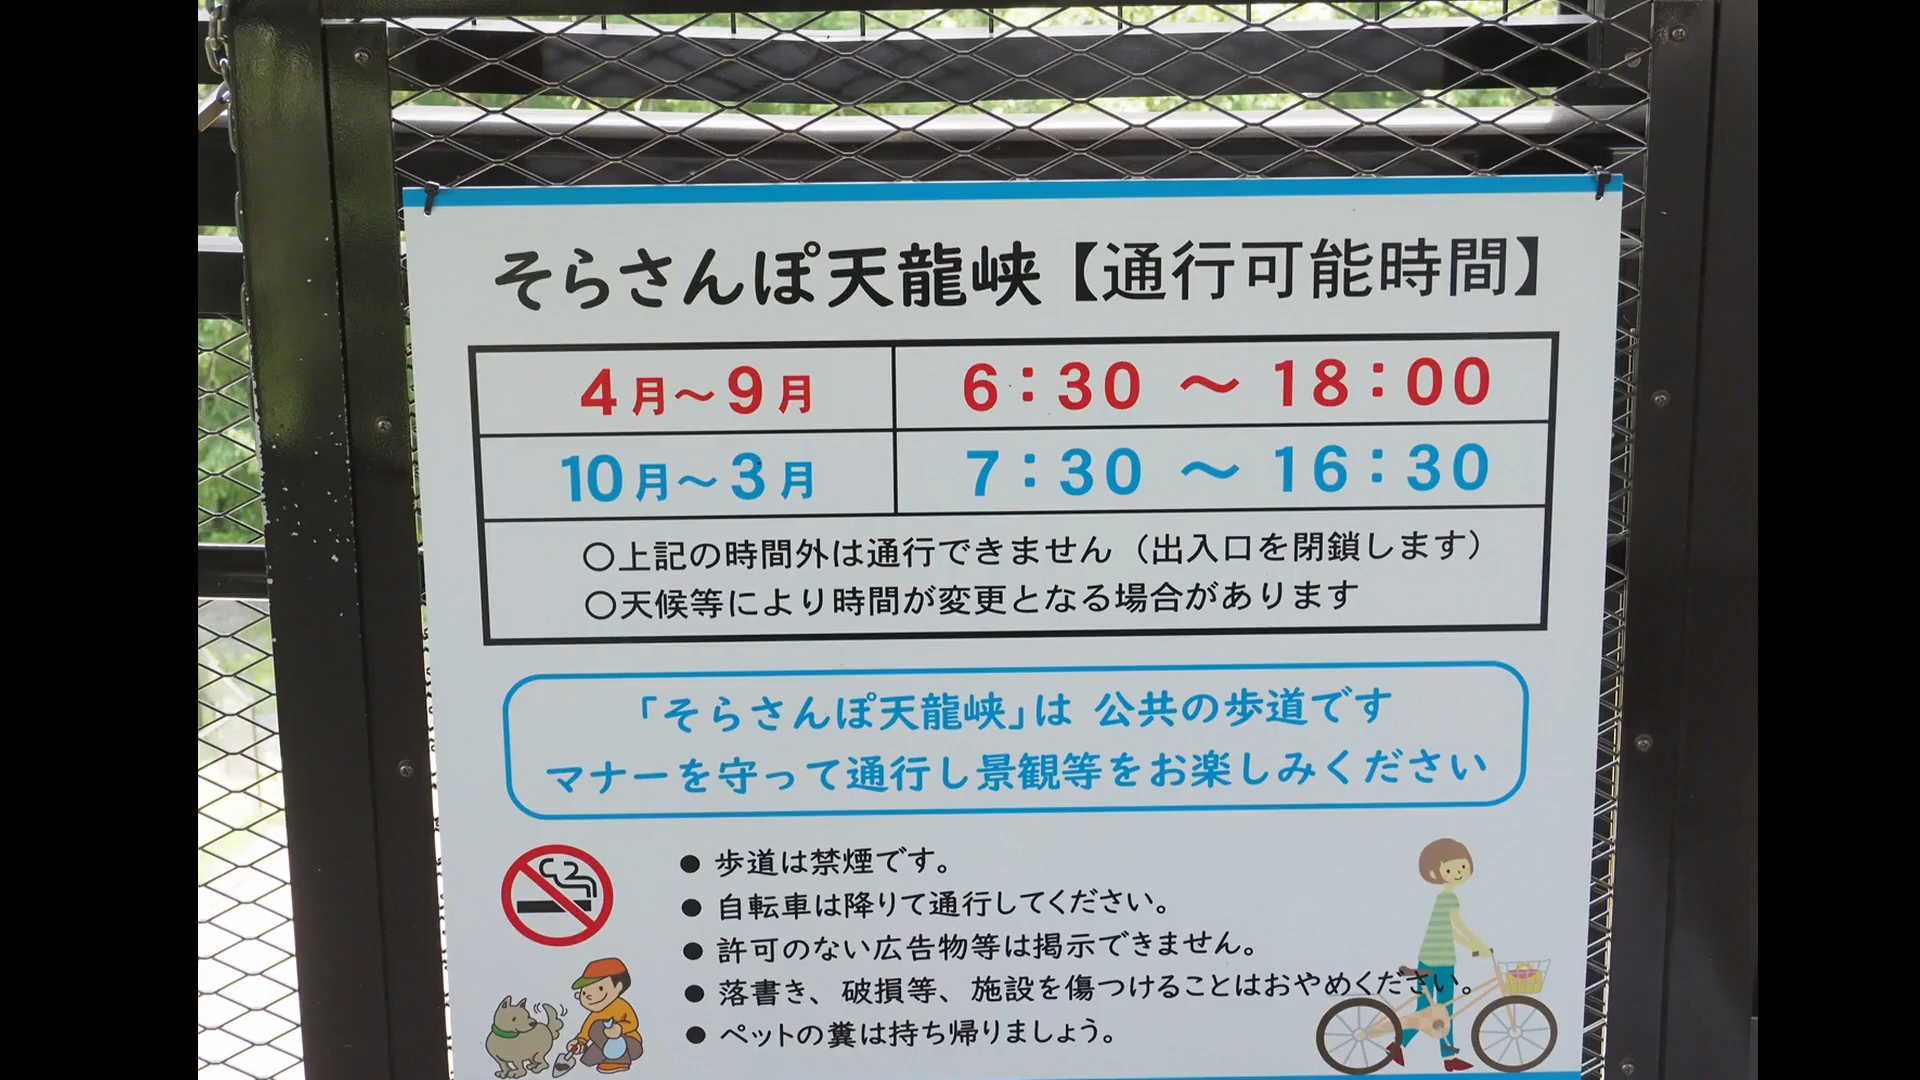 そらさんぽ天龍峡【通行可能時間】
4月～9月 6：30 ～ 18：00
10月～3月 7：30 ～ 16：30
○上記の時間外は通行できません（出入口を閉鎖します）
○天候等により時間が変更となる場合があります
「そらさんぽ天龍峡」は 公共の歩道です
マナーを守って通行し景観等をお楽しみください
● 歩道は禁煙です。
● 自転車は降りて通行してください。
● 許可のない広告物等は掲示できません。
● 落書き、破損等、施設を傷つけることはおやめください。
● ペットの糞は持ち帰りましょう。